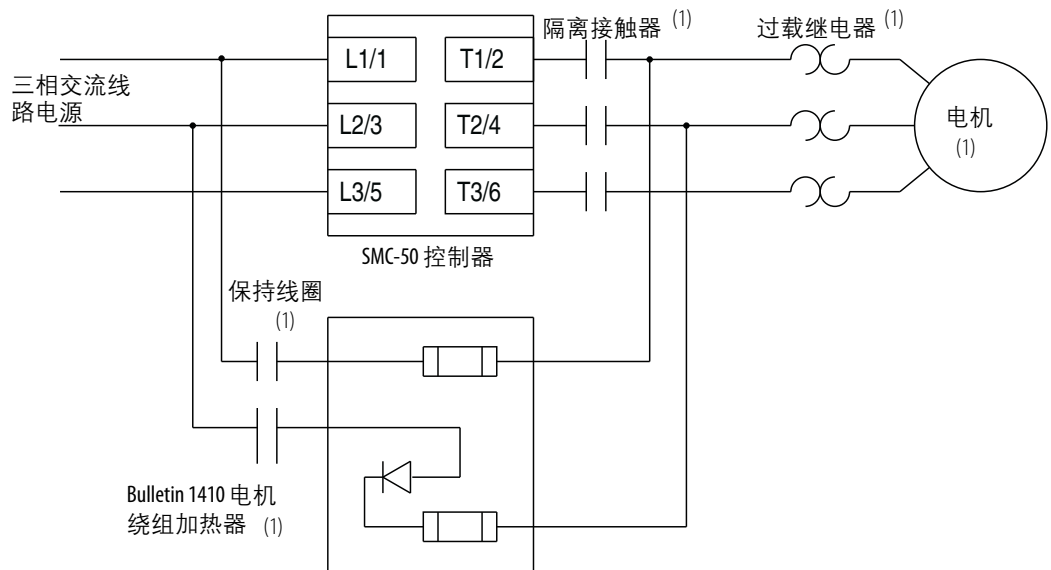 隔离接触器 (1)
过载继电器 (1)
L1/1
T1/2
三相交流线
路电源
L2/3
T2/4
电机
(1)
L3/5
T3/6
SMC-50 控制器
保持线圈
(1)
Bulletin 1410 电机
绕组加热器 (1)